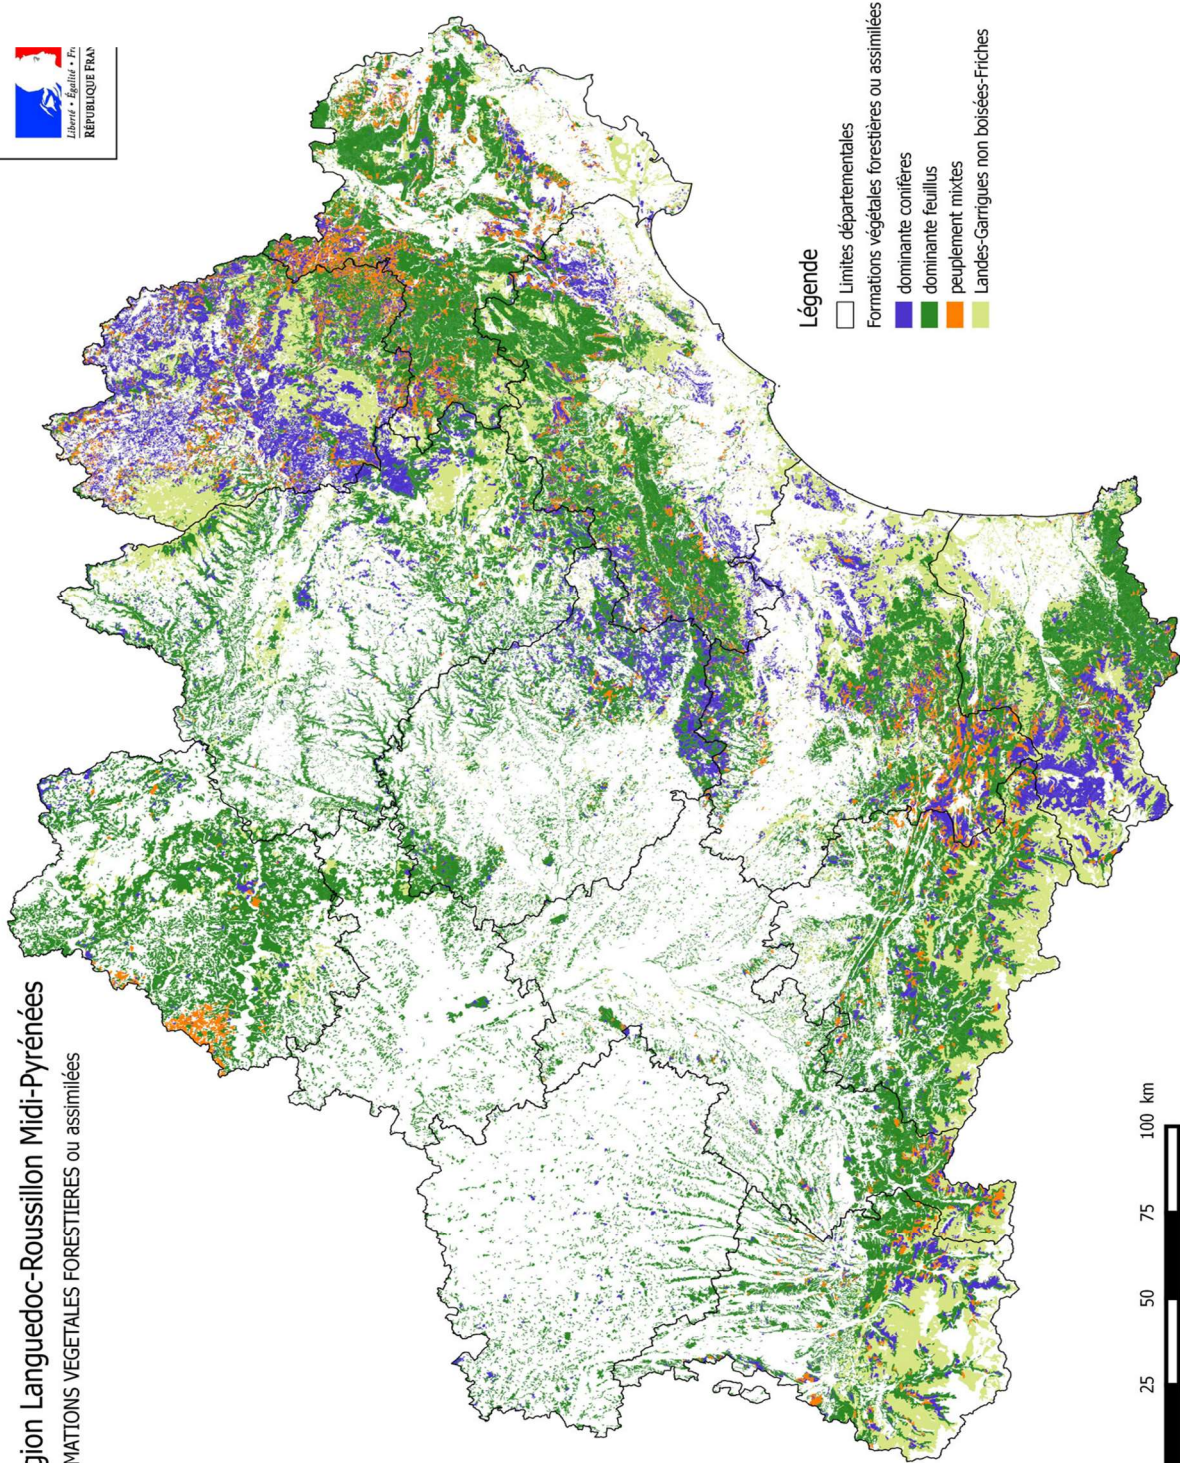 gion Languedoc-Roussillon Midi-Pyrénées
MATIONS VEGETALES FORESTIERES ou assimilées
Liberté • Égalité • Fr
RÉPUBLIQUE FRAN
Légende
Limites départementales
Formations végétales forestières ou assimilées
dominante conifères
dominante feuillus
peuplement mixtes
Landes-Garrigues non boisées-Friches
25 50 75 100 km